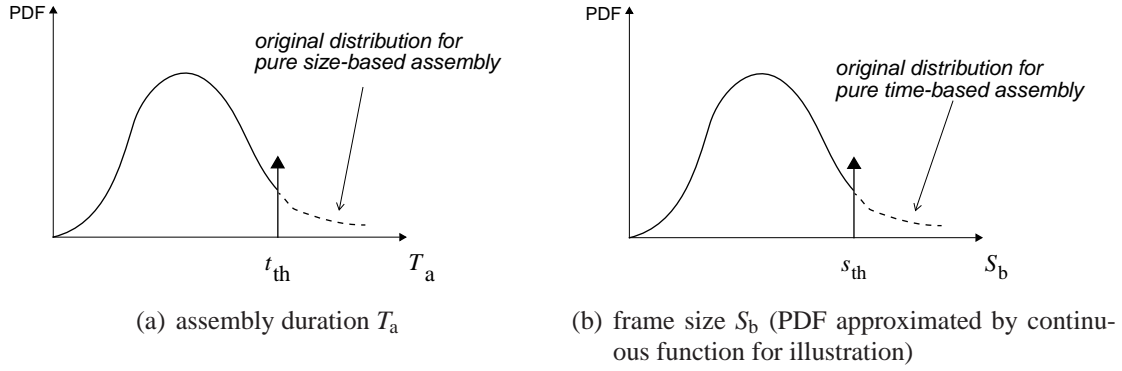 PDF
original distribution for
pure size-based assembly
t_th
T_a
(a) assembly duration T_a
PDF
original distribution for
pure time-based assembly
s_th
S_b
(b) frame size S_b (PDF approximated by continu-
ous function for illustration)